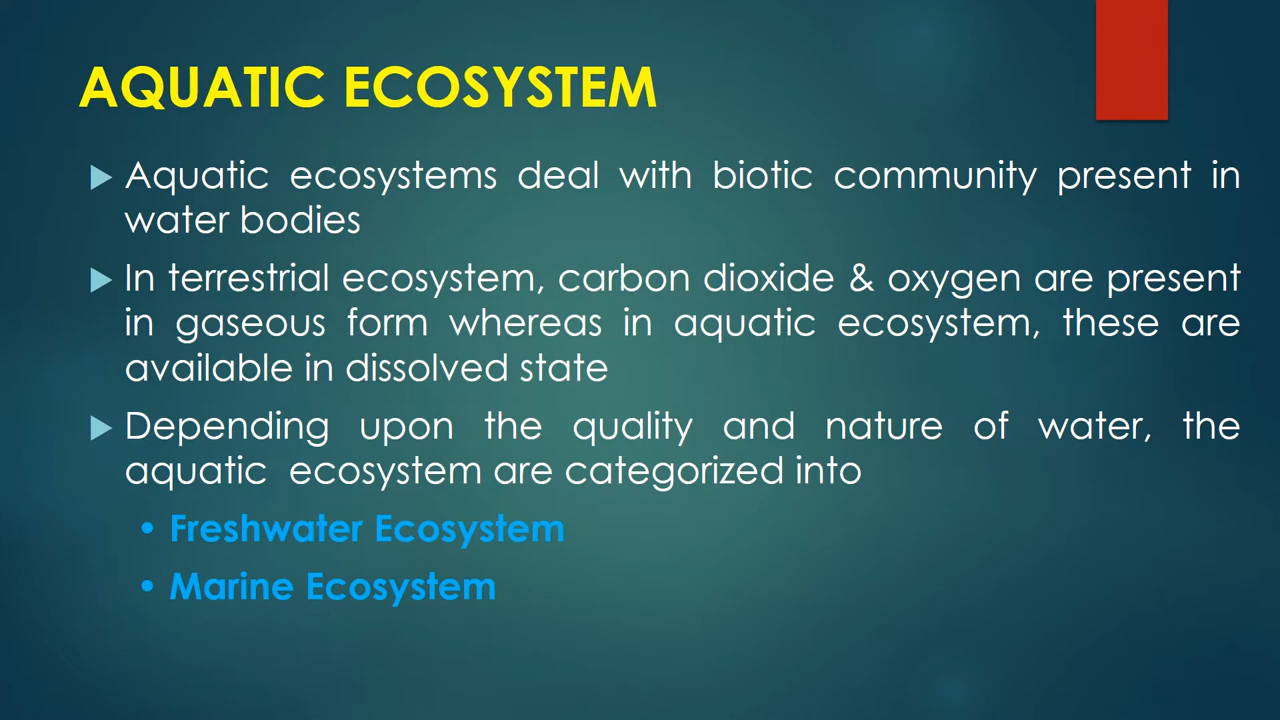 AQUATIC ECOSYSTEM
Aquatic ecosystems deal with biotic community present in
water bodies
In terrestrial ecosystem, carbon dioxide & oxygen are present
in gaseous form whereas in aquatic ecosystem, these are
available in dissolved state
Depending upon the quality and nature of water, the
aquatic ecosystem are categorized into
• Freshwater Ecosystem
• Marine Ecosystem